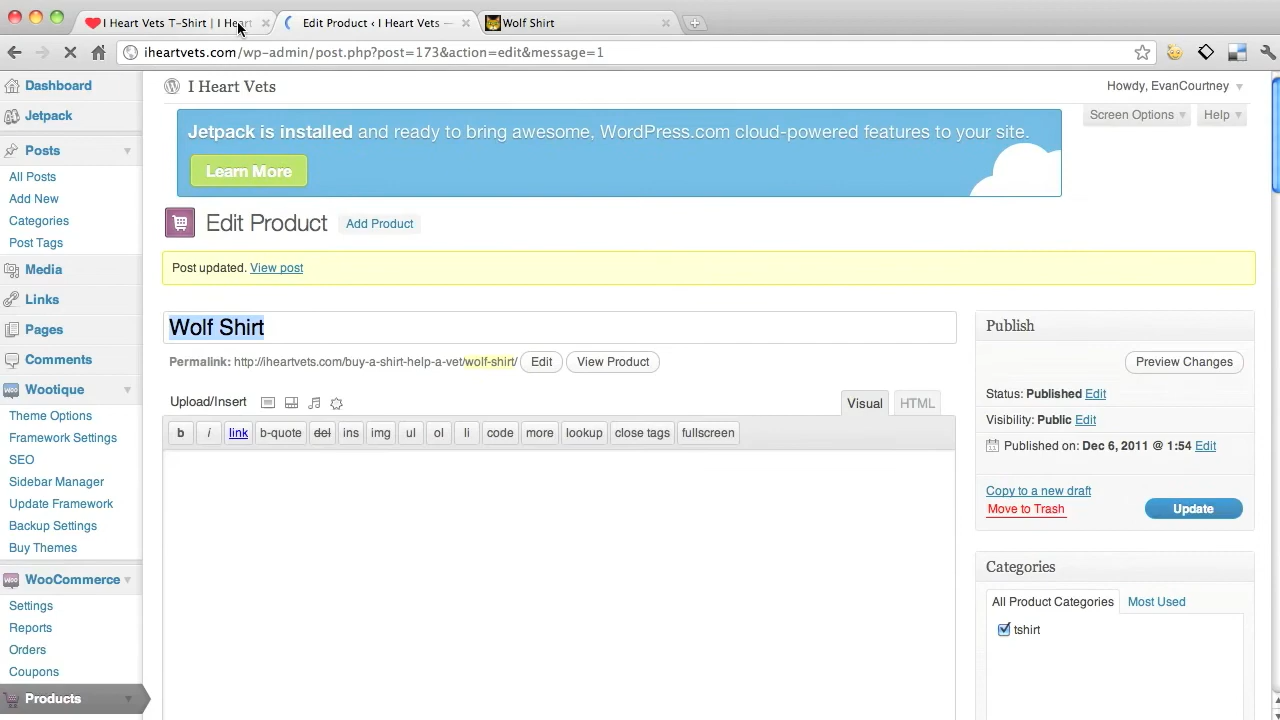 I Heart Vets T-Shirt | I Heart
Edit Product ‹ I Heart Vets —
Wolf Shirt
iheartvets.com/wp-admin/post.php?post=173&action=edit&message=1
Dashboard
Jetpack
Posts
All Posts
Add New
Categories
Post Tags
Media
Links
Pages
Comments
Wootique
Theme Options
Framework Settings
SEO
Sidebar Manager
Update Framework
Backup Settings
Buy Themes
WooCommerce
Settings
Reports
Orders
Coupons
Products
I Heart Vets
Howdy, EvanCourtney
Screen Options
Help
Jetpack is installed and ready to bring awesome, WordPress.com cloud-powered features to your site.
Learn More
Edit Product
Add Product
Post updated. View post
Wolf Shirt
Permalink: http://iheartvets.com/buy-a-shirt-help-a-vet/wolf-shirt/ Edit View Product
Upload/Insert
Visual
HTML
b i link b-quote del ins img ul ol li code more lookup close tags fullscreen
Publish
Preview Changes
Status: Published Edit
Visibility: Public Edit
Published on: Dec 6, 2011 @ 1:54 Edit
Copy to a new draft
Move to Trash
Update
Categories
All Product Categories
Most Used
tshirt